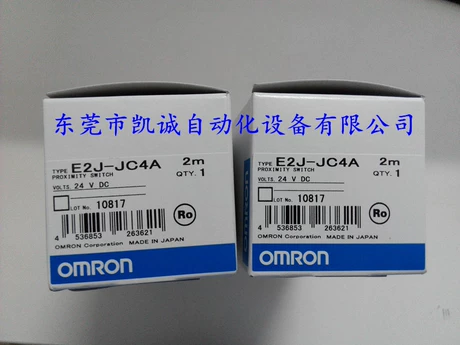 东莞市凯诚自动化设备有限公司
TYPE E2J-JC4A 2m
PROXIMITY SWITCH QTY. 1
VOLTS. 24 V DC
LOT No. 10817
Ro
4 536853 263621
OMRON Corporation MADE IN JAPAN
OMRON
TYPE E2J-JC4A 2m
PROXIMITY SWITCH QTY. 1
VOLTS. 24 V DC
LOT No. 10817
Ro
4 536853 263621
OMRON Corporation MADE IN JAPAN
OMRON